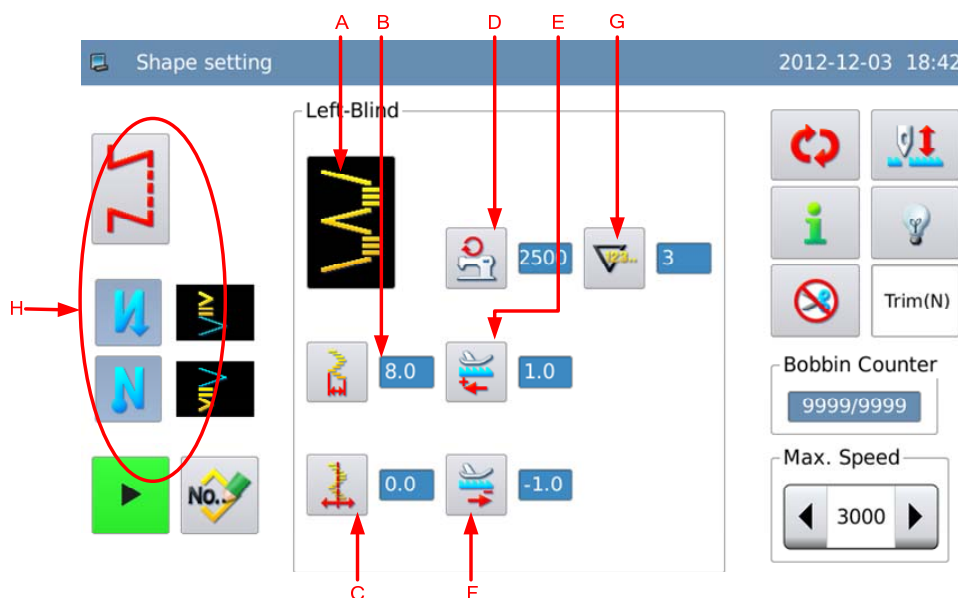 A B D E G
Shape setting 2012-12-03 18:42
Left-Blind
2500 123.. 3
H
Trim(N)
8.0 1.0
Bobbin Counter
9999/9999
No..
0.0 -1.0
Max. Speed
3000
C F